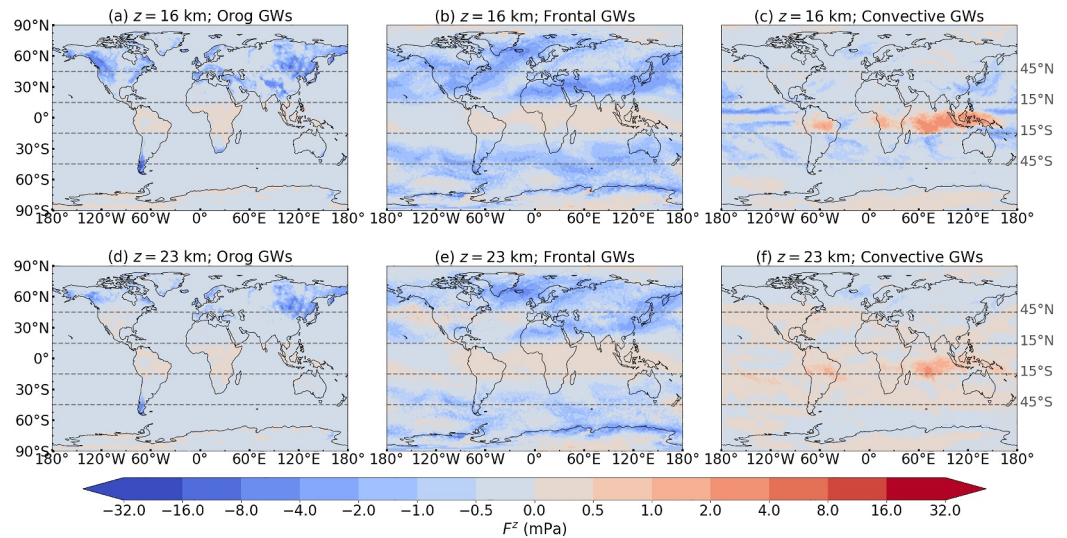 (a) z = 16 km; Orog GWs
(b) z = 16 km; Frontal GWs
(c) z = 16 km; Convective GWs
90°N
60°N
30°N
0°
30°S
60°S
90°S
45°N
15°N
15°S
45°S
180° 120°W 60°W 0° 60°E 120°E 180°
180° 120°W 60°W 0° 60°E 120°E 180°
180° 120°W 60°W 0° 60°E 120°E 180°
(d) z = 23 km; Orog GWs
(e) z = 23 km; Frontal GWs
(f) z = 23 km; Convective GWs
90°N
60°N
30°N
0°
30°S
60°S
90°S
45°N
15°N
15°S
45°S
180° 120°W 60°W 0° 60°E 120°E 180°
180° 120°W 60°W 0° 60°E 120°E 180°
180° 120°W 60°W 0° 60°E 120°E 180°
−32.0 −16.0 −8.0 −4.0 −2.0 −1.0 −0.5 0.0 0.5 1.0 2.0 4.0 8.0 16.0 32.0
F^z (mPa)